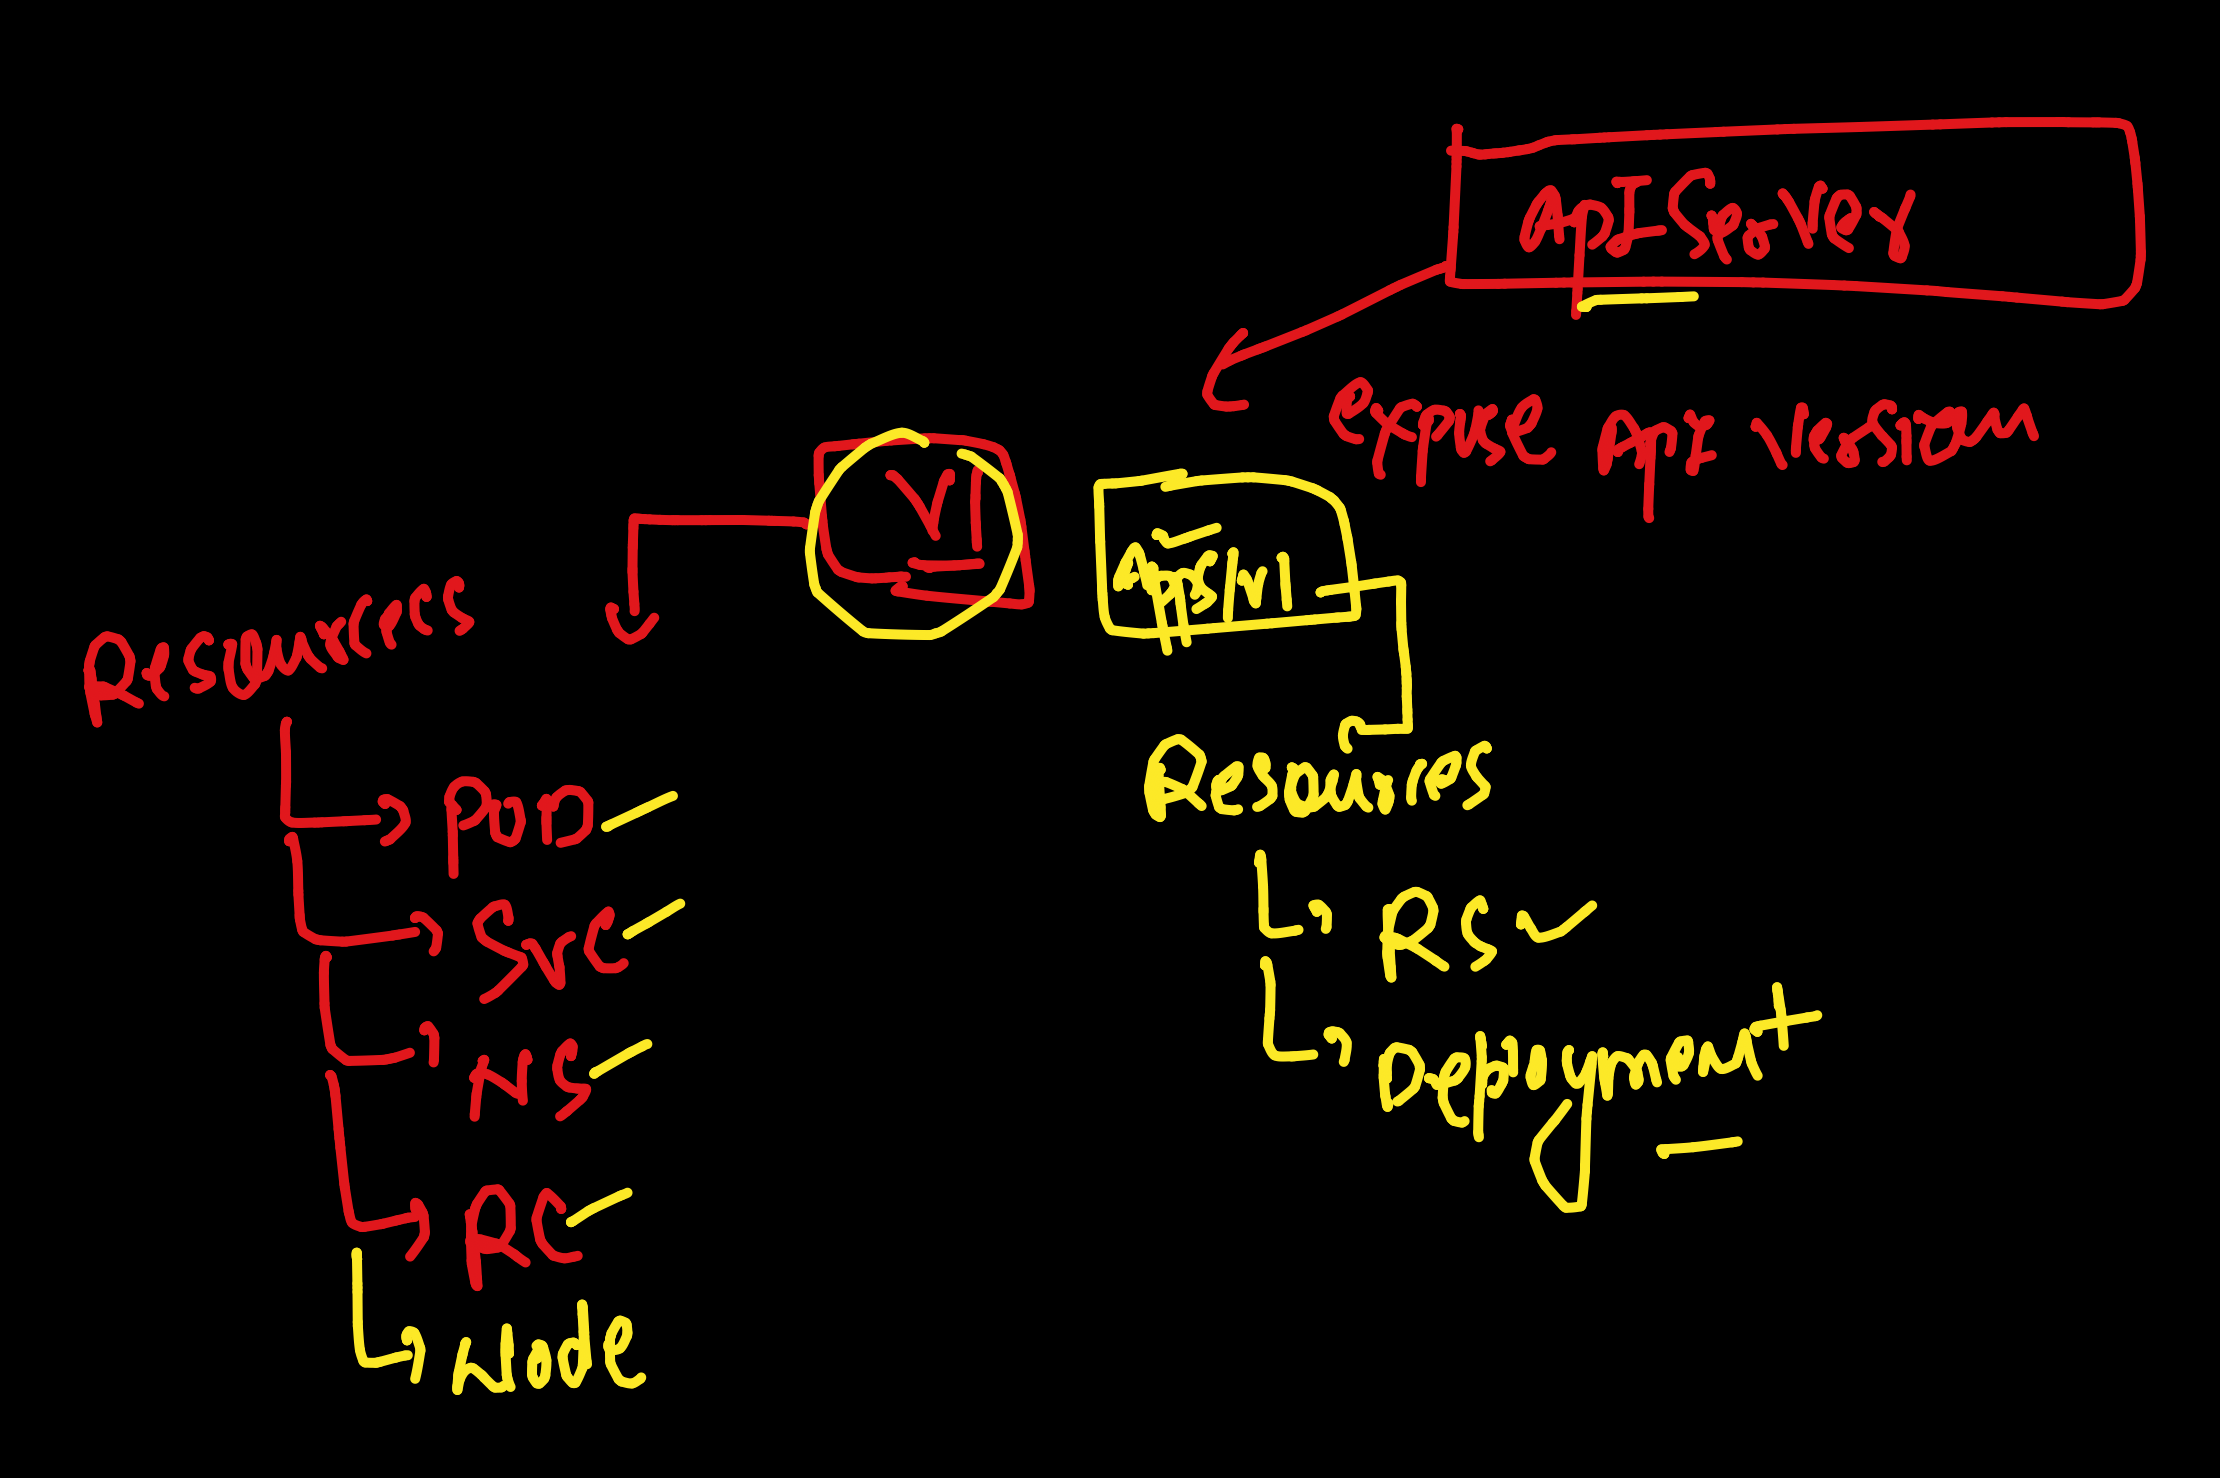 ApI Server
expose ApI version
V1
Apps/v1
Resources
POD
SVC
NS
RC
Node
Resources
RS
Deployment